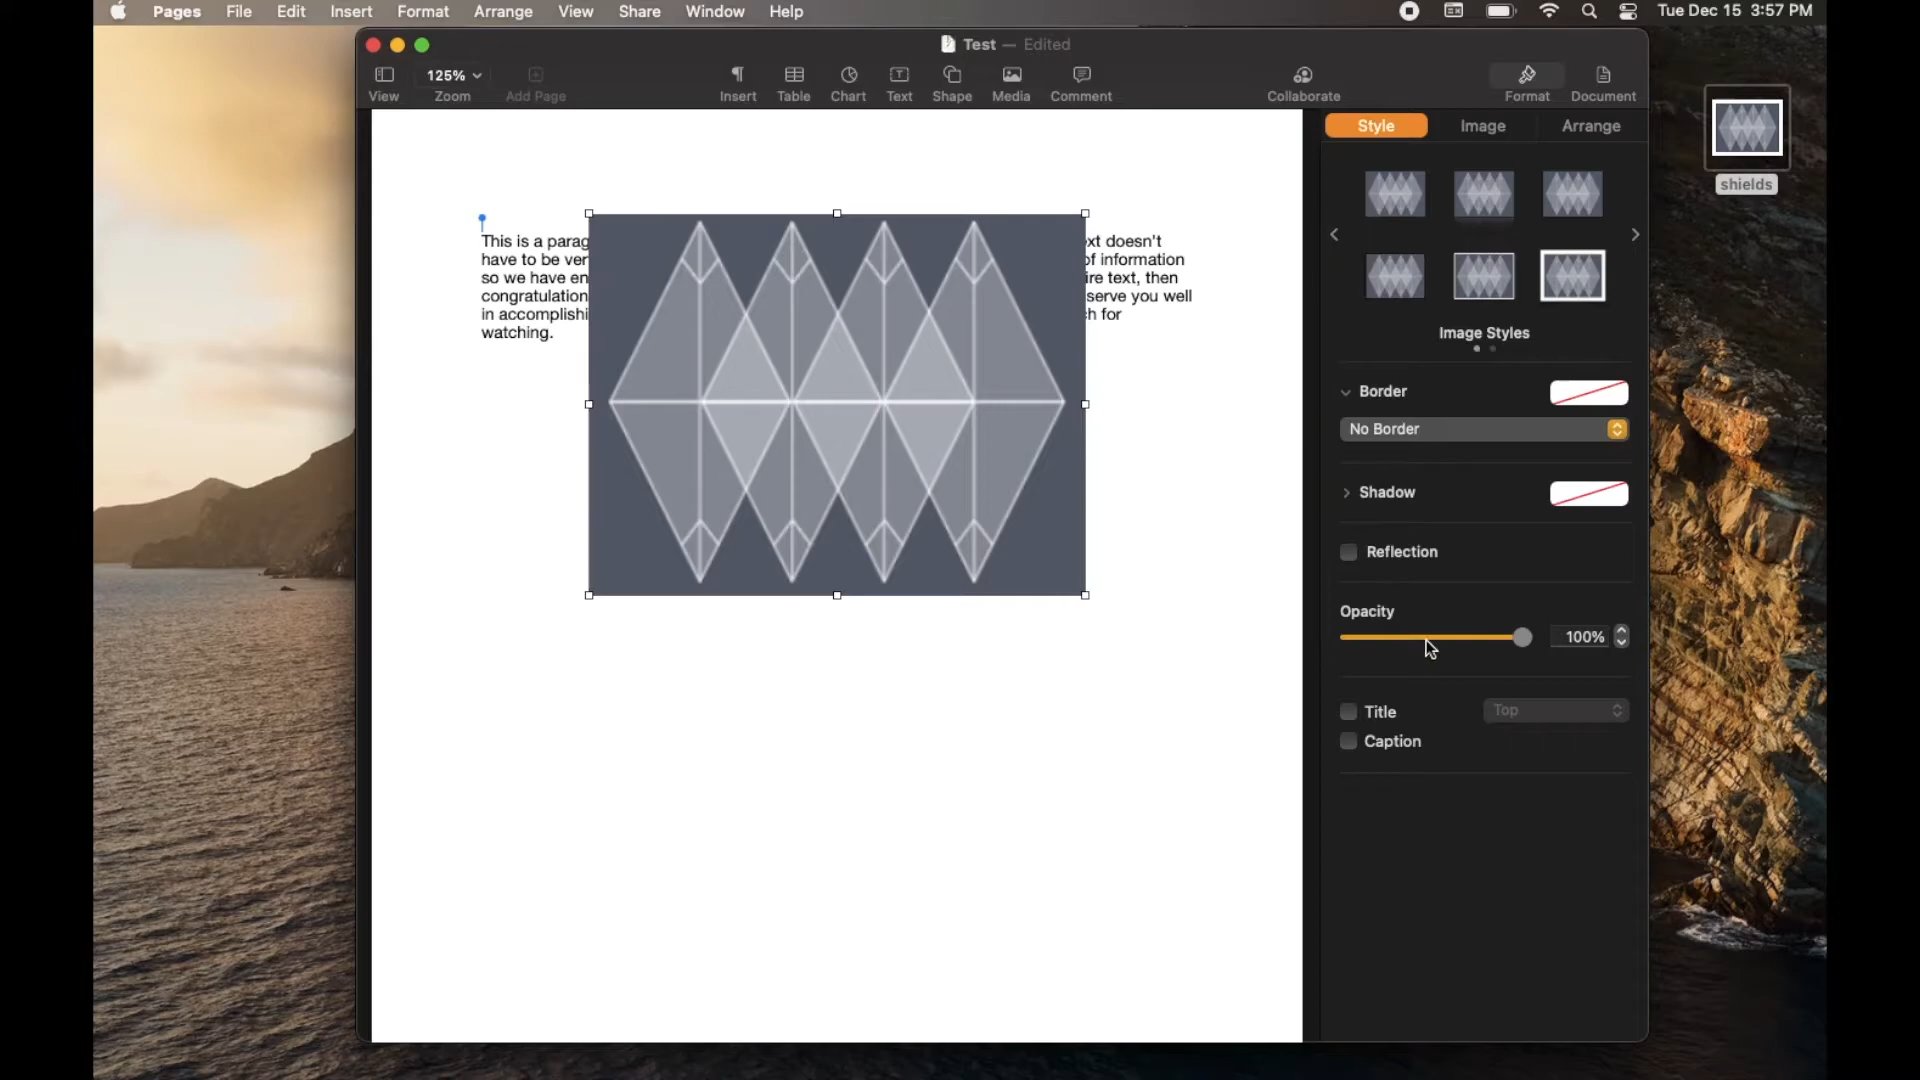 Pages File Edit Insert Format Arrange View Share Window Help Tue Dec 15 3:57 PM
Test — Edited
125%
View Zoom Add Page Insert Table Chart Text Shape Media Comment Collaborate Format Document
Style Image Arrange
shields
This is a parag xt doesn't
have to be ver of information
so we have en ire text, then
congratulation serve you well
in accomplishi h for
watching.
Image Styles
Border
No Border
Shadow
Reflection
Opacity
100%
Title Top
Caption